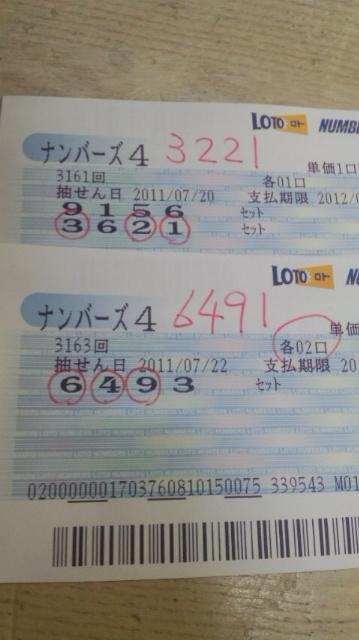 LOTO ロト NUMBE
ナンバーズ4 3221
単価1口
3161回 各01口
抽せん日 2011/07/20 支払期限 2012/0
9156 セット
3621 セット
LOTO ロト N
ナンバーズ4 6491
単価
3163回 各02口
抽せん日 2011/07/22 支払期限 20
6493 セット
020000001703760810150075 339543 M01